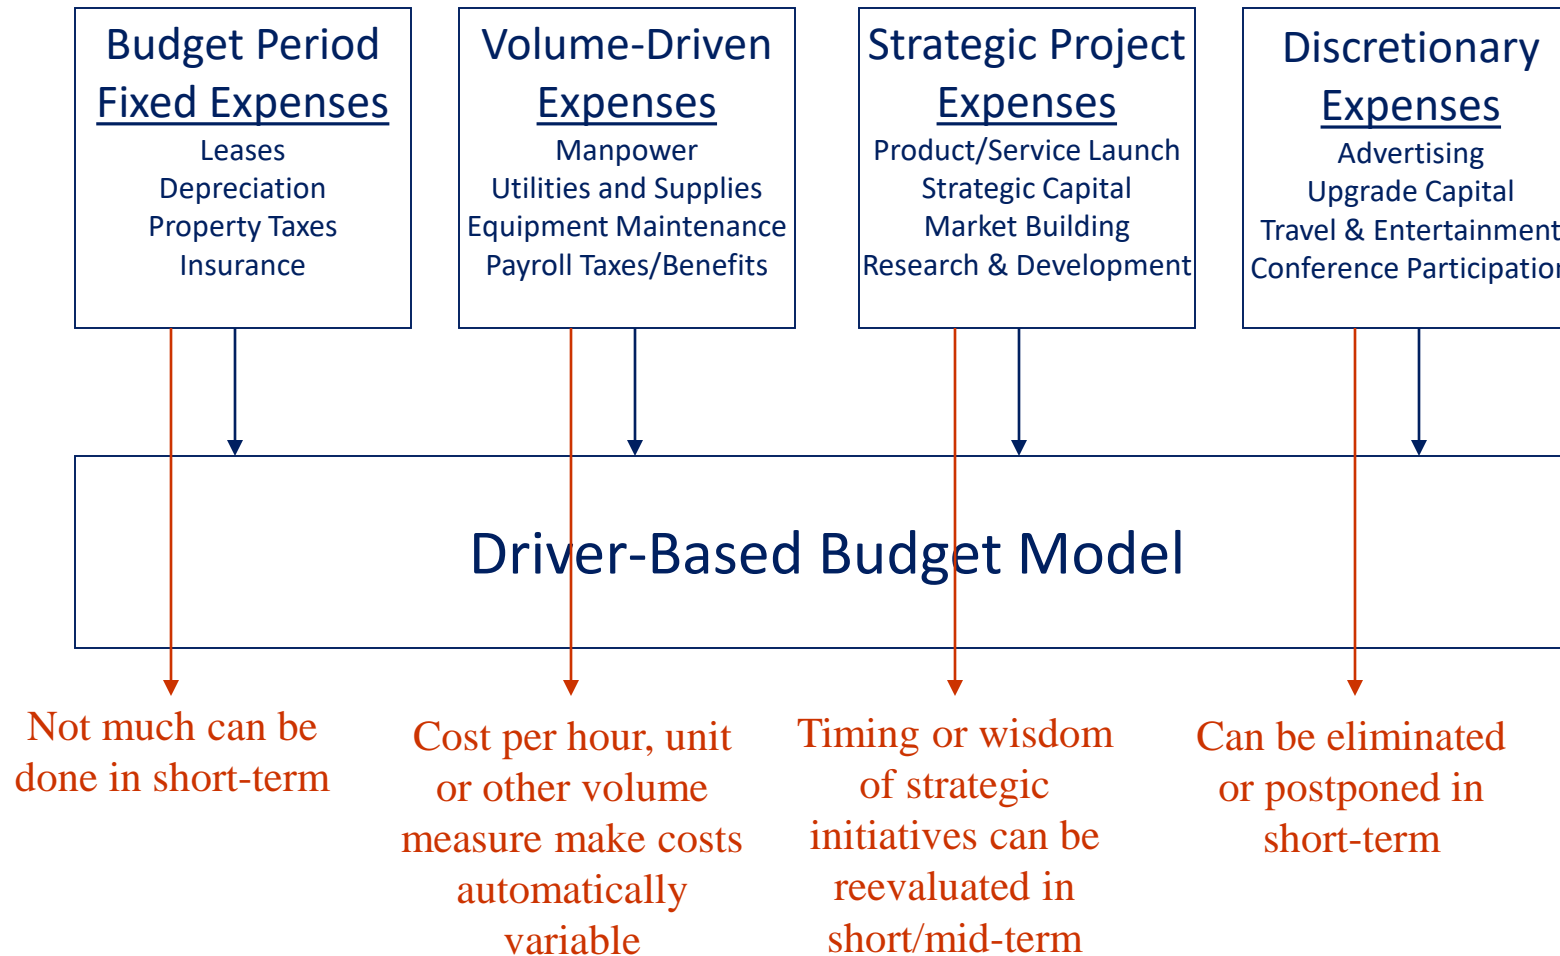 Budget Period
Fixed Expenses
Leases
Depreciation
Property Taxes
Insurance
Volume-Driven
Expenses
Manpower
Utilities and Supplies
Equipment Maintenance
Payroll Taxes/Benefits
Strategic Project
Expenses
Product/Service Launch
Strategic Capital
Market Building
Research & Development
Discretionary
Expenses
Advertising
Upgrade Capital
Travel & Entertainment
Conference Participation
Driver-Based Budget Model
Not much can be
done in short-term
Cost per hour, unit
or other volume
measure make costs
automatically
variable
Timing or wisdom
of strategic
initiatives can be
reevaluated in
short/mid-term
Can be eliminated
or postponed in
short-term